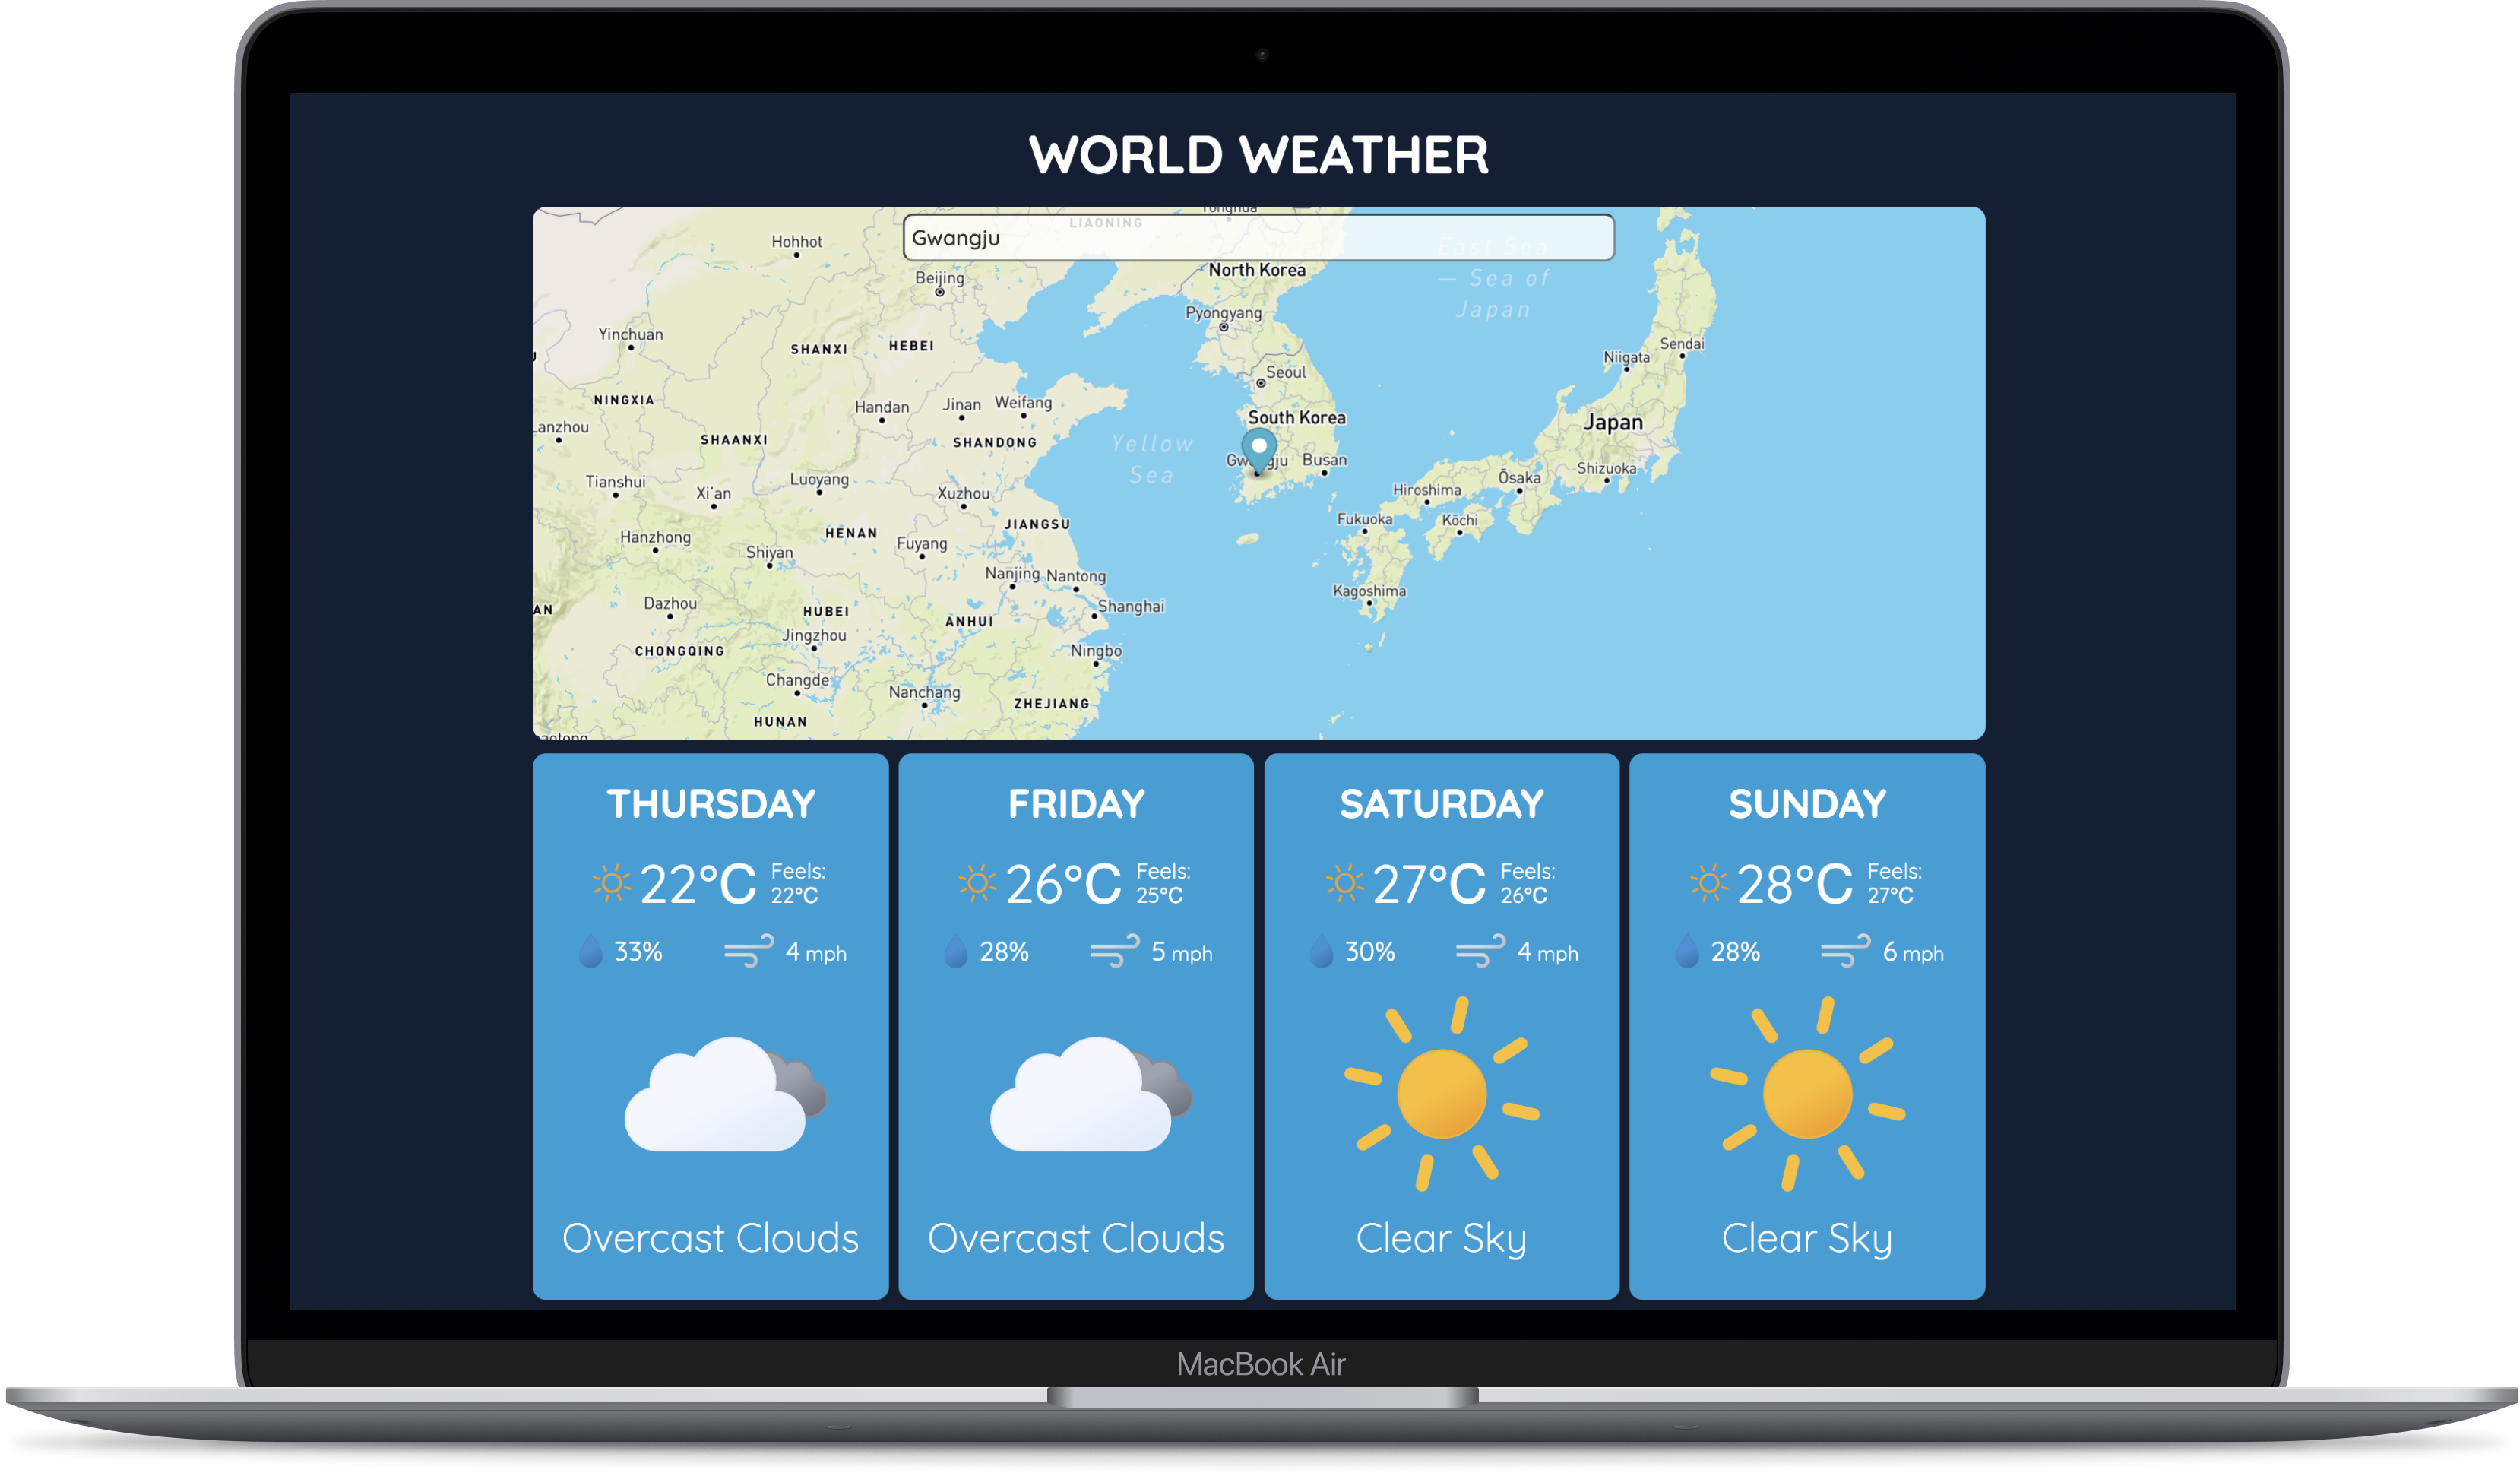 WORLD WEATHER
Gwangju
LIAONING
Tonghua
Hohhot
Beijing
North Korea
East Sea
— Sea of
Japan
Pyongyang
Yinchuan
SHANXI
HEBEI
Niigata
Sendai
Seoul
NINGXIA
Handan
Jinan
Weifang
South Korea
Japan
Lanzhou
SHAANXI
SHANDONG
Yellow
Sea
Busan
Tianshui
Xi'an
Luoyang
Xuzhou
Hiroshima
Ōsaka
Shizuoka
JIANGSU
Fukuoka
Kōchi
Hanzhong
HENAN
Fuyang
Shiyan
Nanjing
Nantong
Kagoshima
Dazhou
HUBEI
ANHUI
Shanghai
Jingzhou
CHONGQING
Ningbo
Changde
Nanchang
ZHEJIANG
HUNAN
THURSDAY
22°C
Feels:
22°C
33%
4 mph
Overcast Clouds
FRIDAY
26°C
Feels:
25°C
28%
5 mph
Overcast Clouds
SATURDAY
27°C
Feels:
26°C
30%
4 mph
Clear Sky
SUNDAY
28°C
Feels:
27°C
28%
6 mph
Clear Sky
MacBook Air